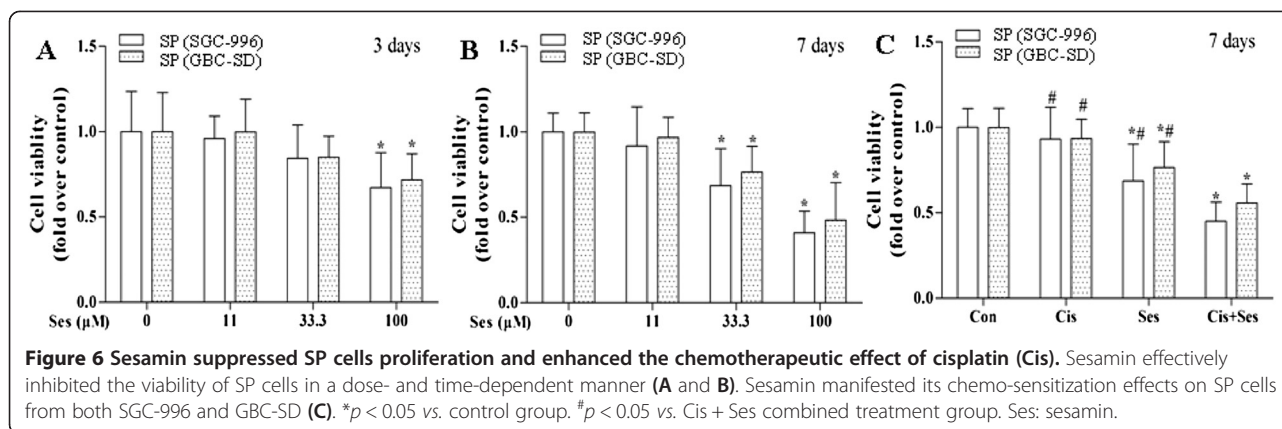 A
SP (SGC-996)
SP (GBC-SD)
3 days
Cell viablity
(fold over control)
1.5
1.0
0.5
0.0
* *
Ses (µM) 0 11 33.3 100
B
SP (SGC-996)
SP (GBC-SD)
7 days
Cell viablity
(fold over control)
1.5
1.0
0.5
0.0
* *
* *
Ses (µM) 0 11 33.3 100
C
SP (SGC-996)
SP (GBC-SD)
7 days
Cell viablity
(fold over control)
1.5
1.0
0.5
0.0
# #
*# *#
* *
Con Cis Ses Cis+Ses
Figure 6 Sesamin suppressed SP cells proliferation and enhanced the chemotherapeutic effect of cisplatin (Cis). Sesamin effectively
inhibited the viability of SP cells in a dose- and time-dependent manner (A and B). Sesamin manifested its chemo-sensitization effects on SP cells
from both SGC-996 and GBC-SD (C). *p < 0.05 vs. control group. #p < 0.05 vs. Cis + Ses combined treatment group. Ses: sesamin.